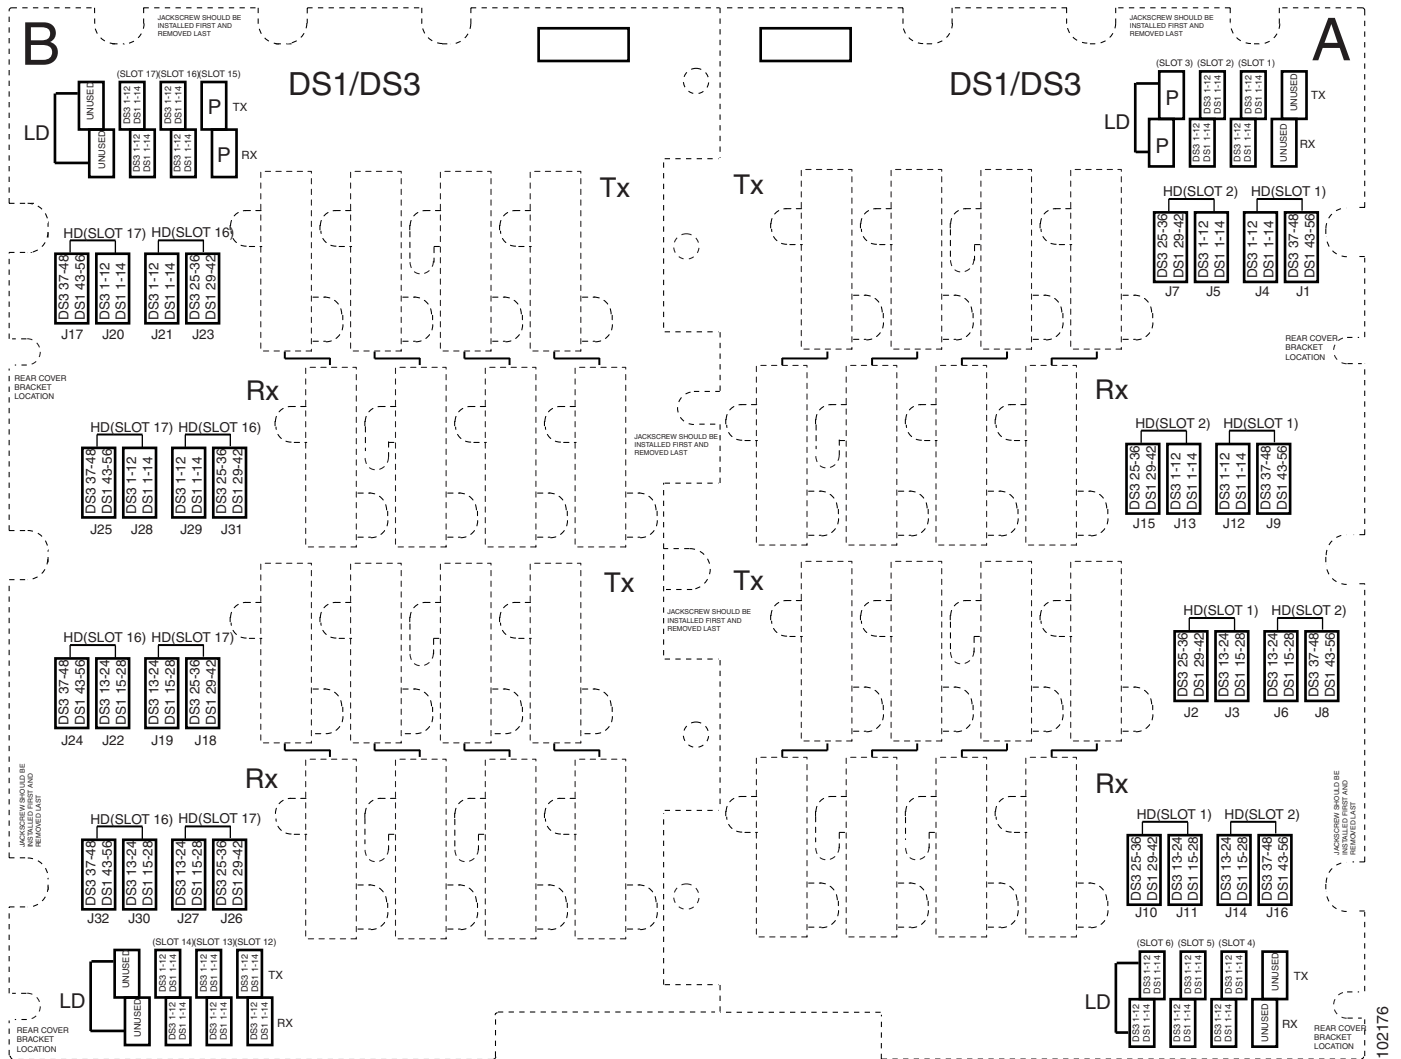 B
JACKSCREW SHOULD BE
INSTALLED FIRST AND
REMOVED LAST
DS1/DS3
(SLOT 17)(SLOT 16)(SLOT 15)
LD
UNUSED
DS3 1-12
DS1 1-14
DS3 1-12
DS1 1-14
P
TX
UNUSED
DS3 1-12
DS1 1-14
DS3 1-12
DS1 1-14
P
RX
Tx
HD(SLOT 17) HD(SLOT 16)
DS3 37-48
DS1 43-56
DS3 1-12
DS1 1-14
DS3 1-12
DS1 1-14
DS3 25-36
DS1 29-42
J17 J20 J21 J23
REAR COVER
BRACKET
LOCATION
Rx
HD(SLOT 17) HD(SLOT 16)
DS3 37-48
DS1 43-56
DS3 1-12
DS1 1-14
DS3 1-12
DS1 1-14
DS3 25-36
DS1 29-42
J25 J28 J29 J31
JACKSCREW SHOULD BE
INSTALLED FIRST AND
REMOVED LAST
Tx
HD(SLOT 16) HD(SLOT 17)
DS3 37-48
DS1 43-56
DS3 13-24
DS1 15-28
DS3 13-24
DS1 15-28
DS3 25-36
DS1 29-42
J24 J22 J19 J18
JACKSCREW SHOULD BE
INSTALLED FIRST AND
REMOVED LAST
Rx
JACKSCREW SHOULD BE
INSTALLED FIRST AND
REMOVED LAST
HD(SLOT 16) HD(SLOT 17)
DS3 37-48
DS1 43-56
DS3 13-24
DS1 15-28
DS3 13-24
DS1 15-28
DS3 25-36
DS1 29-42
J32 J30 J27 J26
(SLOT 14)(SLOT 13)(SLOT 12)
LD
UNUSED
DS3 1-12
DS1 1-14
DS3 1-12
DS1 1-14
DS3 1-12
DS1 1-14
TX
UNUSED
DS3 1-12
DS1 1-14
DS3 1-12
DS1 1-14
DS3 1-12
DS1 1-14
RX
REAR COVER
BRACKET
LOCATION
A
JACKSCREW SHOULD BE
INSTALLED FIRST AND
REMOVED LAST
DS1/DS3
(SLOT 3) (SLOT 2) (SLOT 1)
LD
P
DS3 1-12
DS1 1-14
DS3 1-12
DS1 1-14
UNUSED
TX
P
DS3 1-12
DS1 1-14
DS3 1-12
DS1 1-14
UNUSED
RX
Tx
HD(SLOT 2) HD(SLOT 1)
DS3 25-36
DS1 29-42
DS3 1-12
DS1 1-14
DS3 1-12
DS1 1-14
DS3 37-48
DS1 43-56
J7 J5 J4 J1
REAR COVER
BRACKET
LOCATION
Rx
HD(SLOT 2) HD(SLOT 1)
DS3 25-36
DS1 29-42
DS3 1-12
DS1 1-14
DS3 1-12
DS1 1-14
DS3 37-48
DS1 43-56
J15 J13 J12 J9
Tx
HD(SLOT 1) HD(SLOT 2)
DS3 25-36
DS1 29-42
DS3 13-24
DS1 15-28
DS3 13-24
DS1 15-28
DS3 37-48
DS1 43-56
J2 J3 J6 J8
Rx
JACKSCREW SHOULD BE
INSTALLED FIRST AND
REMOVED LAST
HD(SLOT 1) HD(SLOT 2)
DS3 25-36
DS1 29-42
DS3 13-24
DS1 15-28
DS3 13-24
DS1 15-28
DS3 37-48
DS1 43-56
J10 J11 J14 J16
(SLOT 6) (SLOT 5) (SLOT 4)
LD
DS3 1-12
DS1 1-14
DS3 1-12
DS1 1-14
DS3 1-12
DS1 1-14
UNUSED
TX
DS3 1-12
DS1 1-14
DS3 1-12
DS1 1-14
DS3 1-12
DS1 1-14
UNUSED
RX
REAR COVER
BRACKET
LOCATION
102176